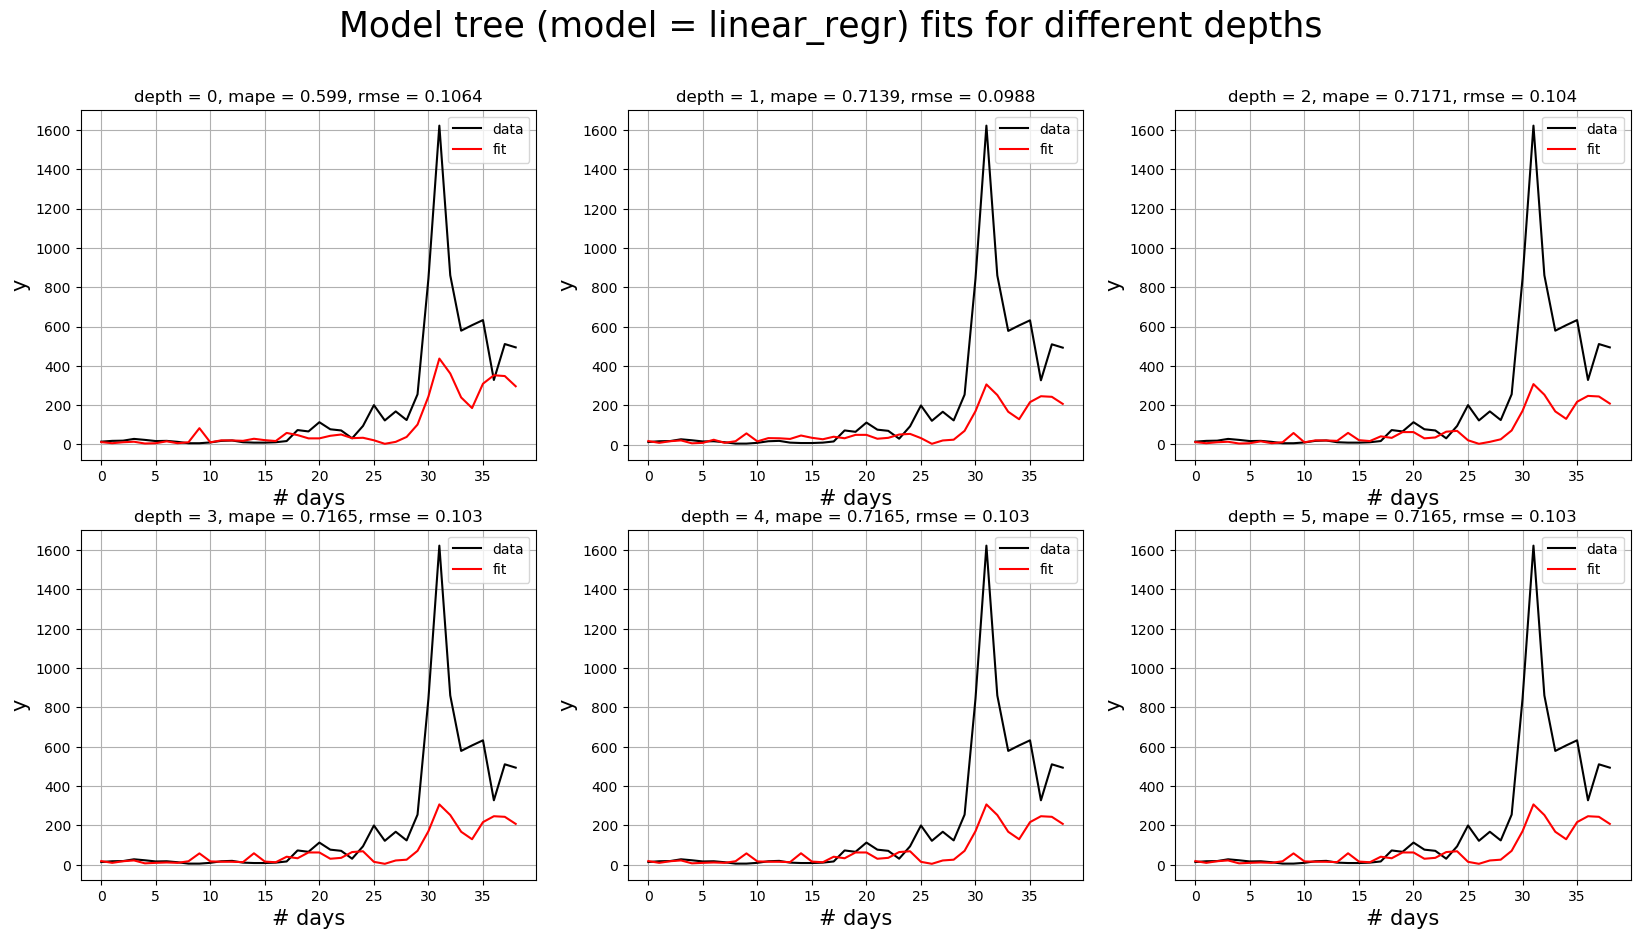 Model tree (model = linear_regr) fits for different depths
depth = 0, mape = 0.599, rmse = 0.1064
1600
1400
1200
1000
800
600
400
200
0
y
data
fit
0 5 10 15 20 25 30 35
# days
depth = 1, mape = 0.7139, rmse = 0.0988
1600
1400
1200
1000
800
600
400
200
0
y
data
fit
0 5 10 15 20 25 30 35
# days
depth = 2, mape = 0.7171, rmse = 0.104
1600
1400
1200
1000
800
600
400
200
0
y
data
fit
0 5 10 15 20 25 30 35
# days
depth = 3, mape = 0.7165, rmse = 0.103
1600
1400
1200
1000
800
600
400
200
0
y
data
fit
0 5 10 15 20 25 30 35
# days
depth = 4, mape = 0.7165, rmse = 0.103
1600
1400
1200
1000
800
600
400
200
0
y
data
fit
0 5 10 15 20 25 30 35
# days
depth = 5, mape = 0.7165, rmse = 0.103
1600
1400
1200
1000
800
600
400
200
0
y
data
fit
0 5 10 15 20 25 30 35
# days